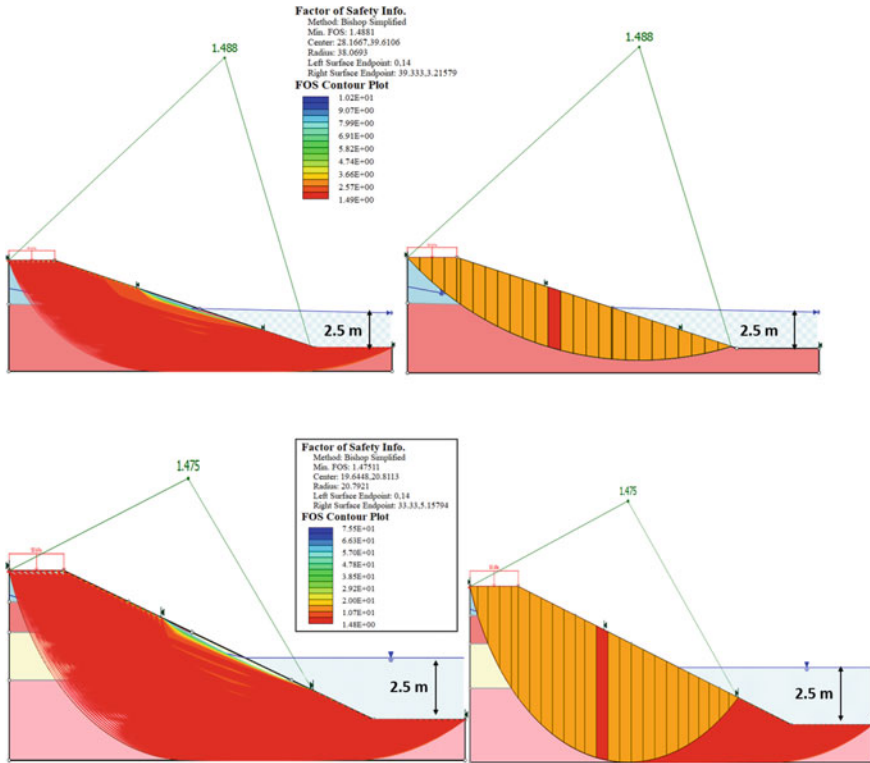 Factor of Safety Info.
Method: Bishop Simplified
Min. FOS: 1.4881
Center: 28.1667,39.6106
Radius: 38.0693
Left Surface Endpoint: 0,14
Right Surface Endpoint: 39.333,3.21579
FOS Contour Plot
1.02E+01
9.07E+00
7.99E+00
6.91E+00
5.82E+00
4.74E+00
3.66E+00
2.57E+00
1.49E+00
1.488
1.488
2.5 m
2.5 m
Factor of Safety Info.
Method: Bishop Simplified
Min. FOS: 1.47511
Center: 19.6448,20.8113
Radius: 20.7921
Left Surface Endpoint: 0,14
Right Surface Endpoint: 33.33,5.15794
FOS Contour Plot
7.55E+01
6.63E+01
5.70E+01
4.78E+01
3.85E+01
2.92E+01
2.00E+01
1.07E+01
1.48E+00
1.475
1.475
2.5 m
2.5 m